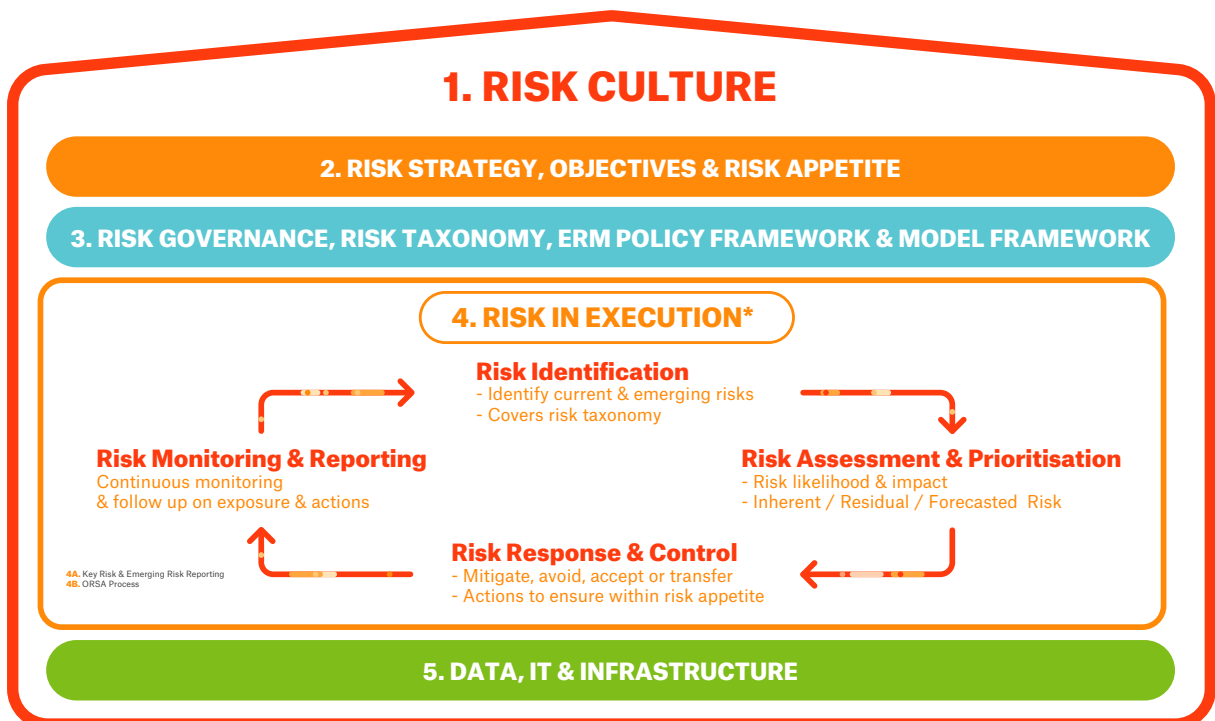 1. RISK CULTURE
2. RISK STRATEGY, OBJECTIVES & RISK APPETITE
3. RISK GOVERNANCE, RISK TAXONOMY, ERM POLICY FRAMEWORK & MODEL FRAMEWORK
4. RISK IN EXECUTION*
Risk Identification
- Identify current & emerging risks
- Covers risk taxonomy
Risk Assessment & Prioritisation
- Risk likelihood & impact
- Inherent / Residual / Forecasted Risk
Risk Response & Control
- Mitigate, avoid, accept or transfer
- Actions to ensure within risk appetite
Risk Monitoring & Reporting
Continuous monitoring
& follow up on exposure & actions
4A. Key Risk & Emerging Risk Reporting
4B. ORSA Process
5. DATA, IT & INFRASTRUCTURE